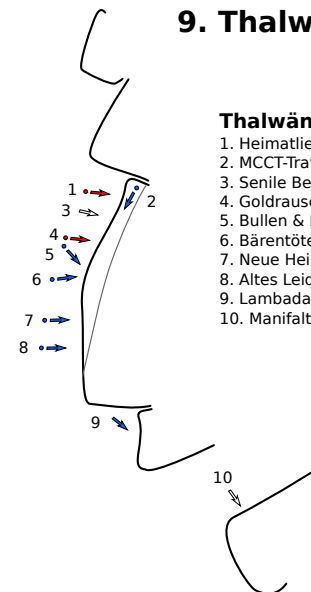 9. Thalw
Thalwän
1. Heimatlie
2. MCCT-Tra
3. Senile Be
4. Goldrausc
5. Bullen &
6. Bärentöte
7. Neue Hei
8. Altes Leid
9. Lambada
10. Manifalt
1
2
3
4
5
6
7
8
9
10